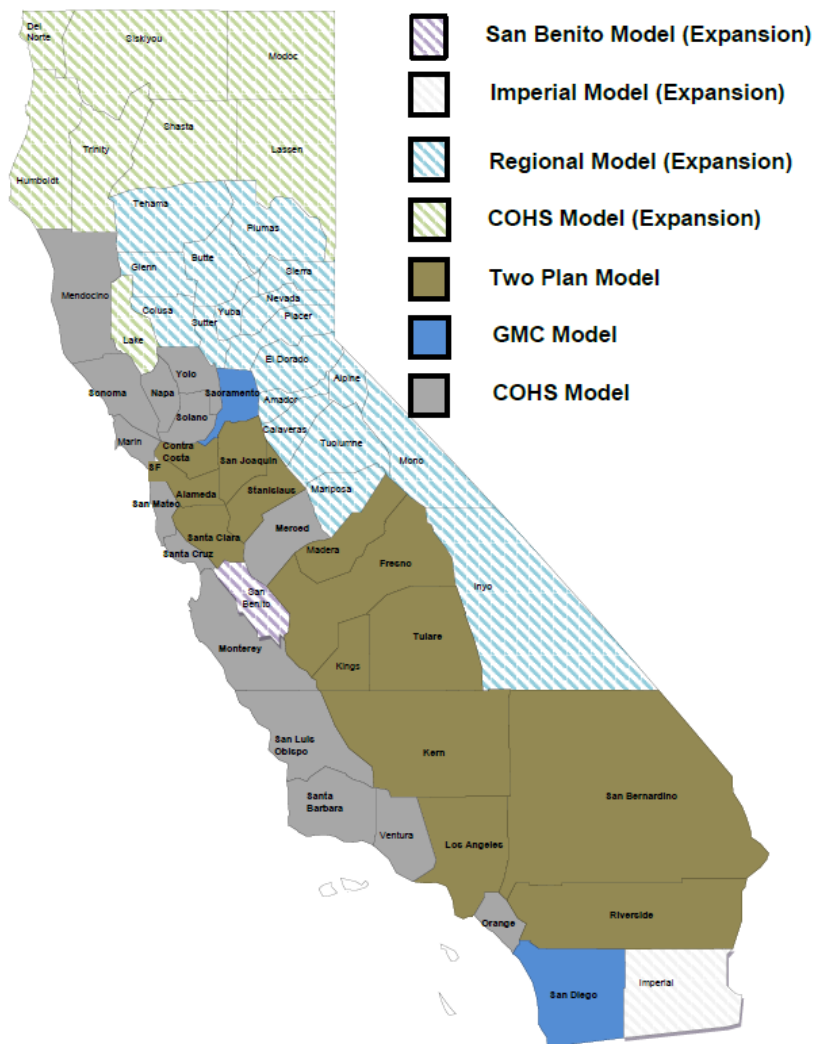 San Benito Model (Expansion)
Imperial Model (Expansion)
Regional Model (Expansion)
COHS Model (Expansion)
Two Plan Model
GMC Model
COHS Model
Del
Norte
Siskiyou
Modoc
Shasta
Trinity
Lassen
Humboldt
Tehama
Plumas
Butte
Glenn
Sierra
Mendocino
Nevada
Colusa
Yuba
Sutter
Placer
Lake
El Dorado
Yolo
Alpine
Sonoma
Napa
Sacramento
Amador
Solano
Calaveras
Marin
Contra
Costa
Tuolumne
San Joaquin
Mono
SF
Alameda
Stanislaus
Mariposa
San Mateo
Merced
Santa Clara
Santa Cruz
Madera
Fresno
San
Benito
Inyo
Monterey
Tulare
Kings
San Luis
Obispo
Kern
Santa
Barbara
San Bernardino
Ventura
Los Angeles
Orange
Riverside
San Diego
Imperial